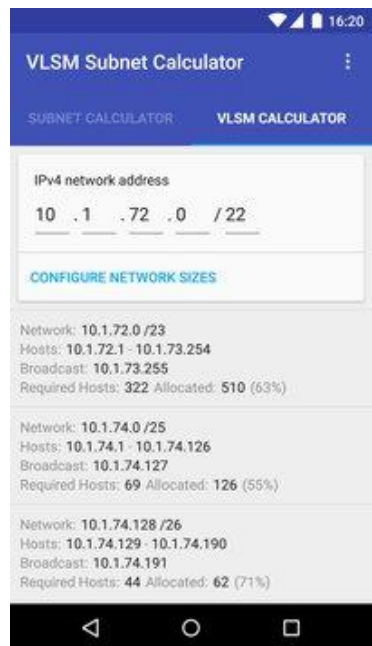 16:20
VLSM Subnet Calculator
SUBNET CALCULATOR VLSM CALCULATOR
IPv4 network address
10 . 1 . 72 . 0 / 22
CONFIGURE NETWORK SIZES
Network: 10.1.72.0 /23
Hosts: 10.1.72.1 - 10.1.73.254
Broadcast: 10.1.73.255
Required Hosts: 322 Allocated: 510 (63%)
Network: 10.1.74.0 /25
Hosts: 10.1.74.1 - 10.1.74.126
Broadcast: 10.1.74.127
Required Hosts: 69 Allocated: 126 (55%)
Network: 10.1.74.128 /26
Hosts: 10.1.74.129 - 10.1.74.190
Broadcast: 10.1.74.191
Required Hosts: 44 Allocated: 62 (71%)